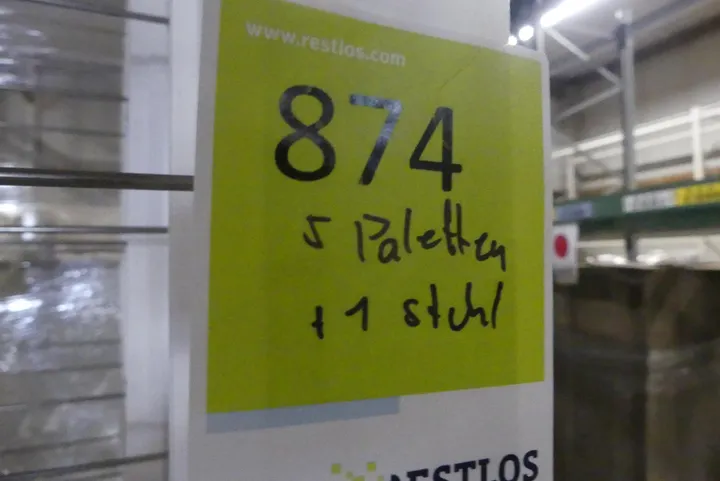 www.restlos.com
874
5 Paletten
+ 1 Stuhl
RESTLOS